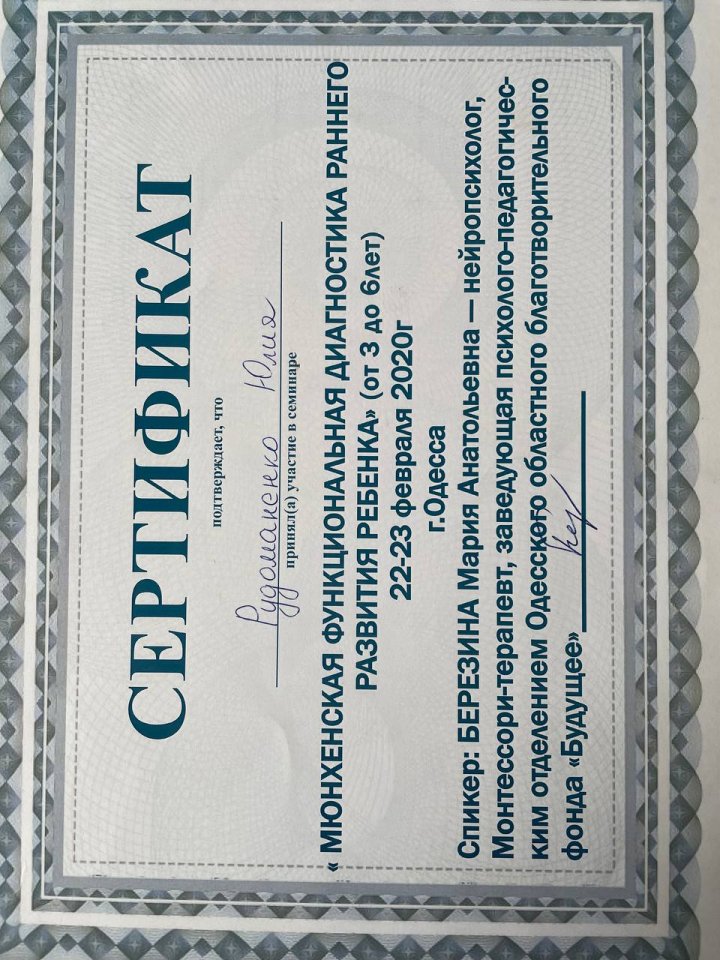 СЕРТИФИКАТ
подтверждает, что
Рудоманенко Юлия
принял(а) участие в семинаре
« МЮНХЕНСКАЯ ФУНКЦИОНАЛЬНАЯ ДИАГНОСТИКА РАННЕГО
РАЗВИТИЯ РЕБЕНКА» (от 3 до 6лет)
22-23 февраля 2020г
г.Одесса
Спикер: БЕРЕЗИНА Мария Анатольевна — нейропсихолог,
Монтессори-терапевт, заведующая психолого-педагогичес-
ким отделением Одесского областного благотворительного
фонда «Будущее»